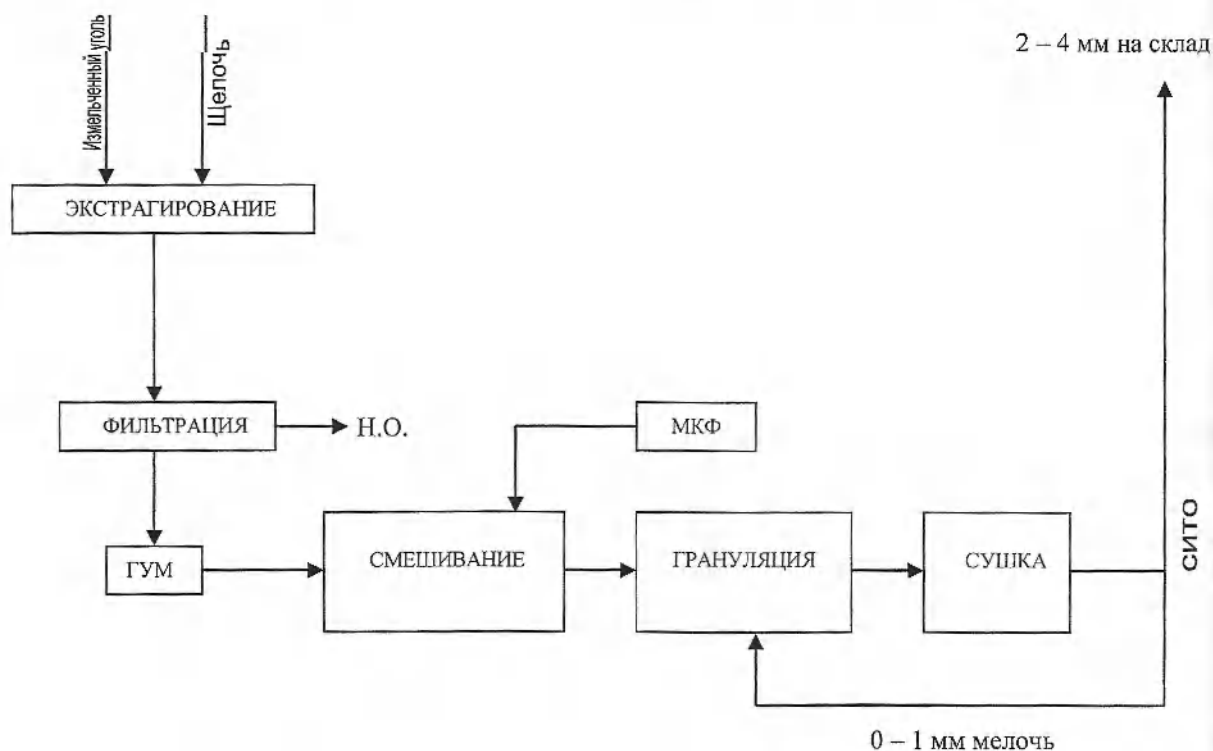 Измельченный уголь
Щелочь
2 – 4 мм на склад
ЭКСТРАГИРОВАНИЕ
ФИЛЬТРАЦИЯ
Н.О.
МКФ
ГУМ
СМЕШИВАНИЕ
ГРАНУЛЯЦИЯ
СУШКА
СИТО
0 – 1 мм мелочь